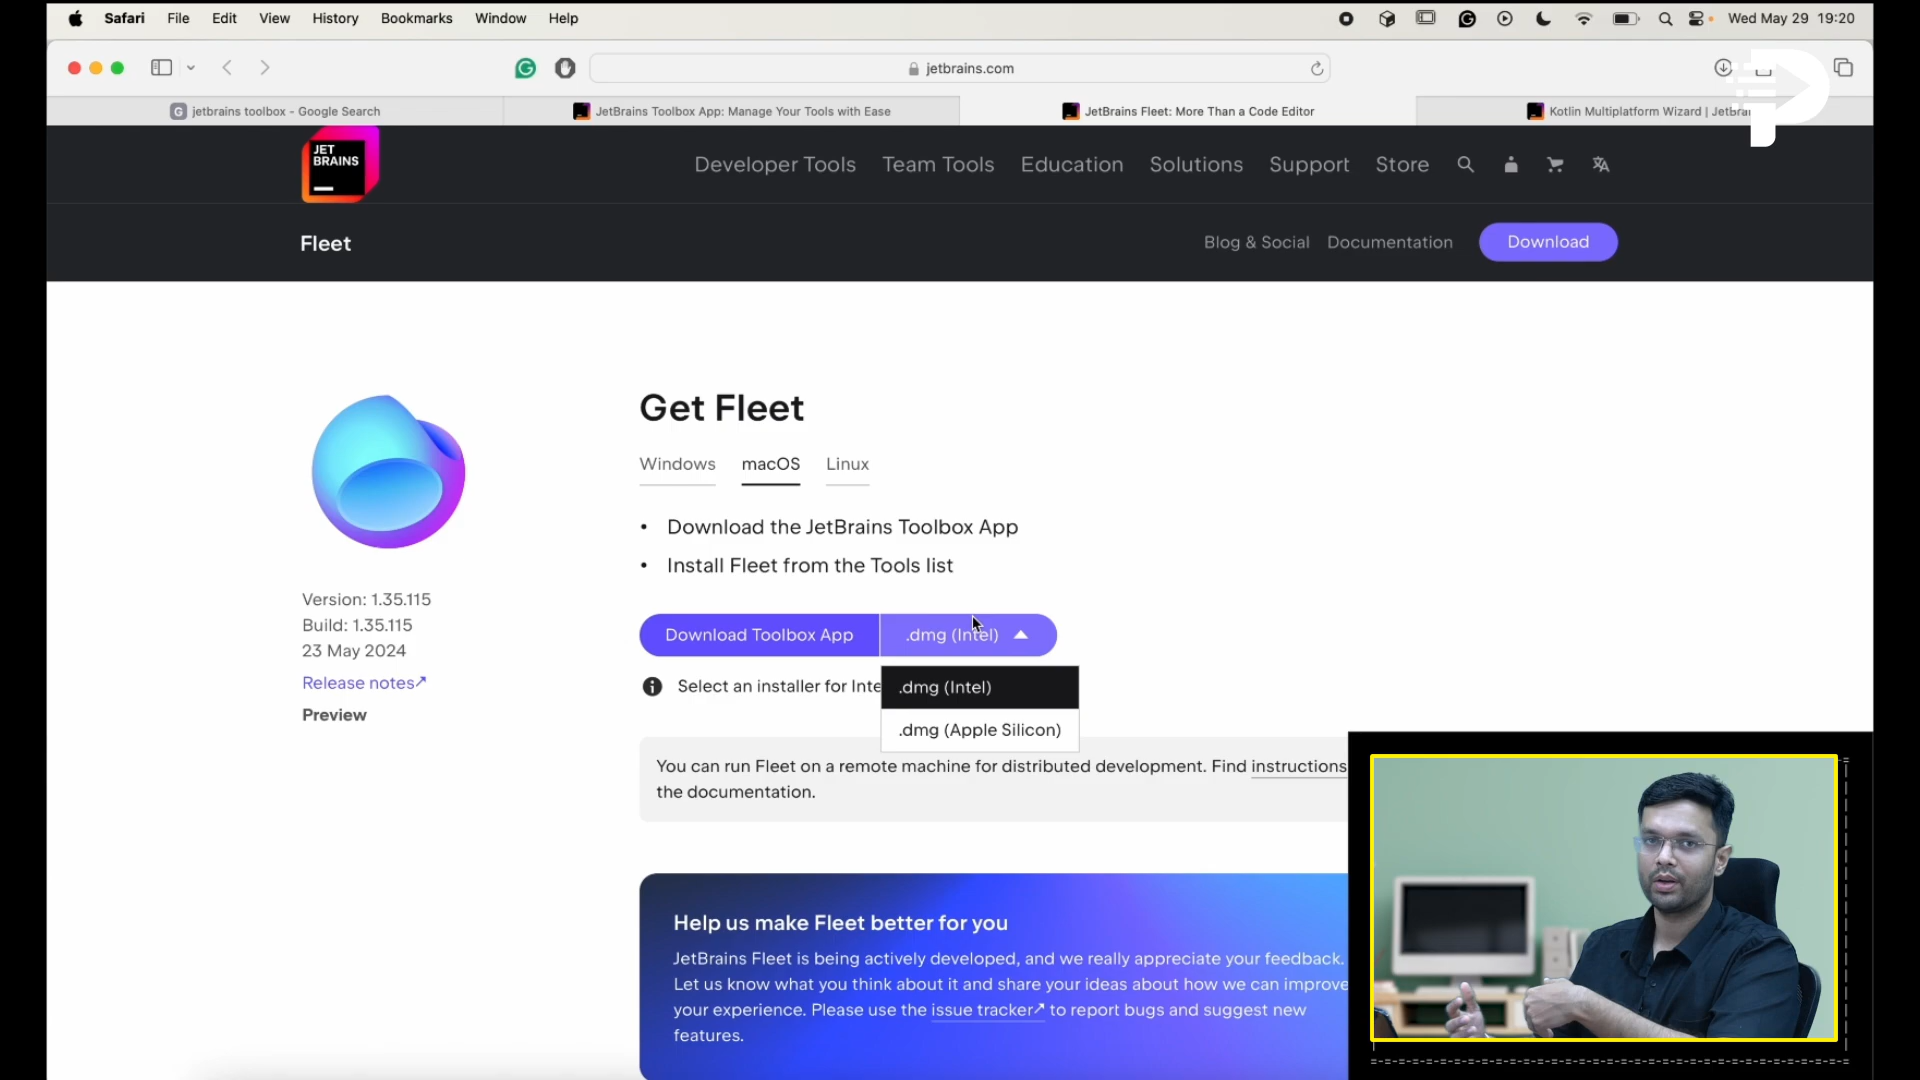 Safari File Edit View History Bookmarks Window Help Wed May 29 19:20
jetbrains.com
jetbrains toolbox - Google Search
JetBrains Toolbox App: Manage Your Tools with Ease
JetBrains Fleet: More Than a Code Editor
Kotlin Multiplatform Wizard | JetBrai
JET
BRAINS
Developer Tools Team Tools Education Solutions Support Store
Fleet
Blog & Social Documentation Download
Get Fleet
Windows macOS Linux
• Download the JetBrains Toolbox App
• Install Fleet from the Tools list
Version: 1.35.115
Build: 1.35.115
23 May 2024
Release notes↗
Preview
Download Toolbox App .dmg (Intel)
Select an installer for Inte
.dmg (Intel)
.dmg (Apple Silicon)
You can run Fleet on a remote machine for distributed development. Find instructions
the documentation.
Help us make Fleet better for you
JetBrains Fleet is being actively developed, and we really appreciate your feedback.
Let us know what you think about it and share your ideas about how we can improve
your experience. Please use the issue tracker↗ to report bugs and suggest new
features.